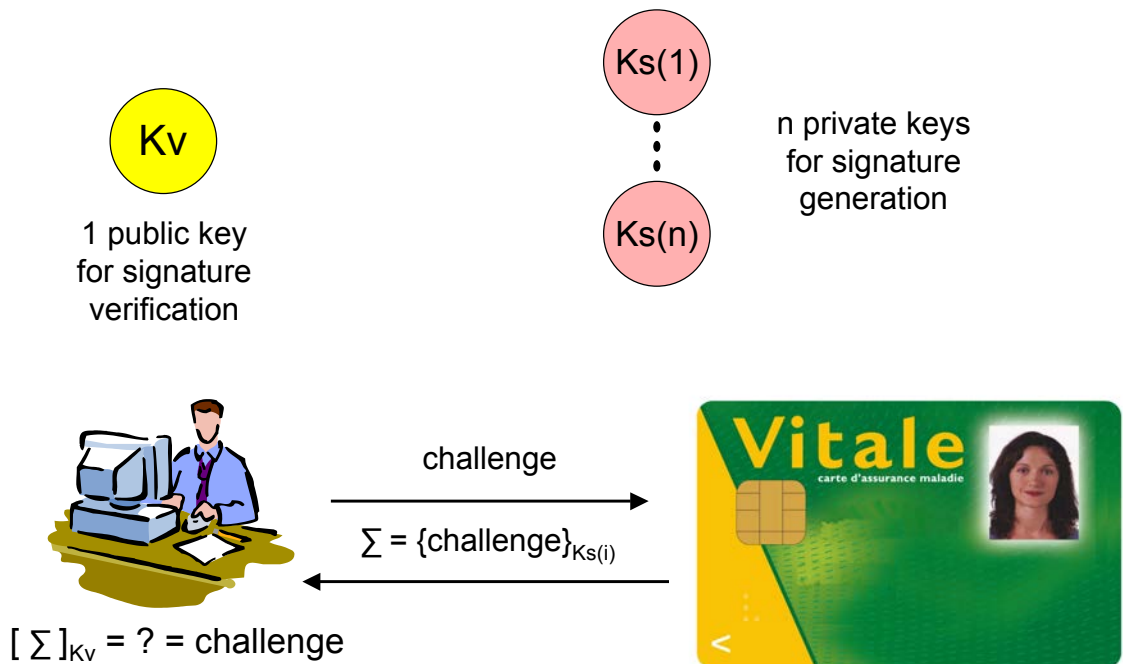 Ks(1)
Kv
n private keys
for signature
generation
Ks(n)
1 public key
for signature
verification
Vitale
carte d'assurance maladie
challenge
∑ = {challenge}Ks(i)
[ ∑ ]Kv = ? = challenge
<